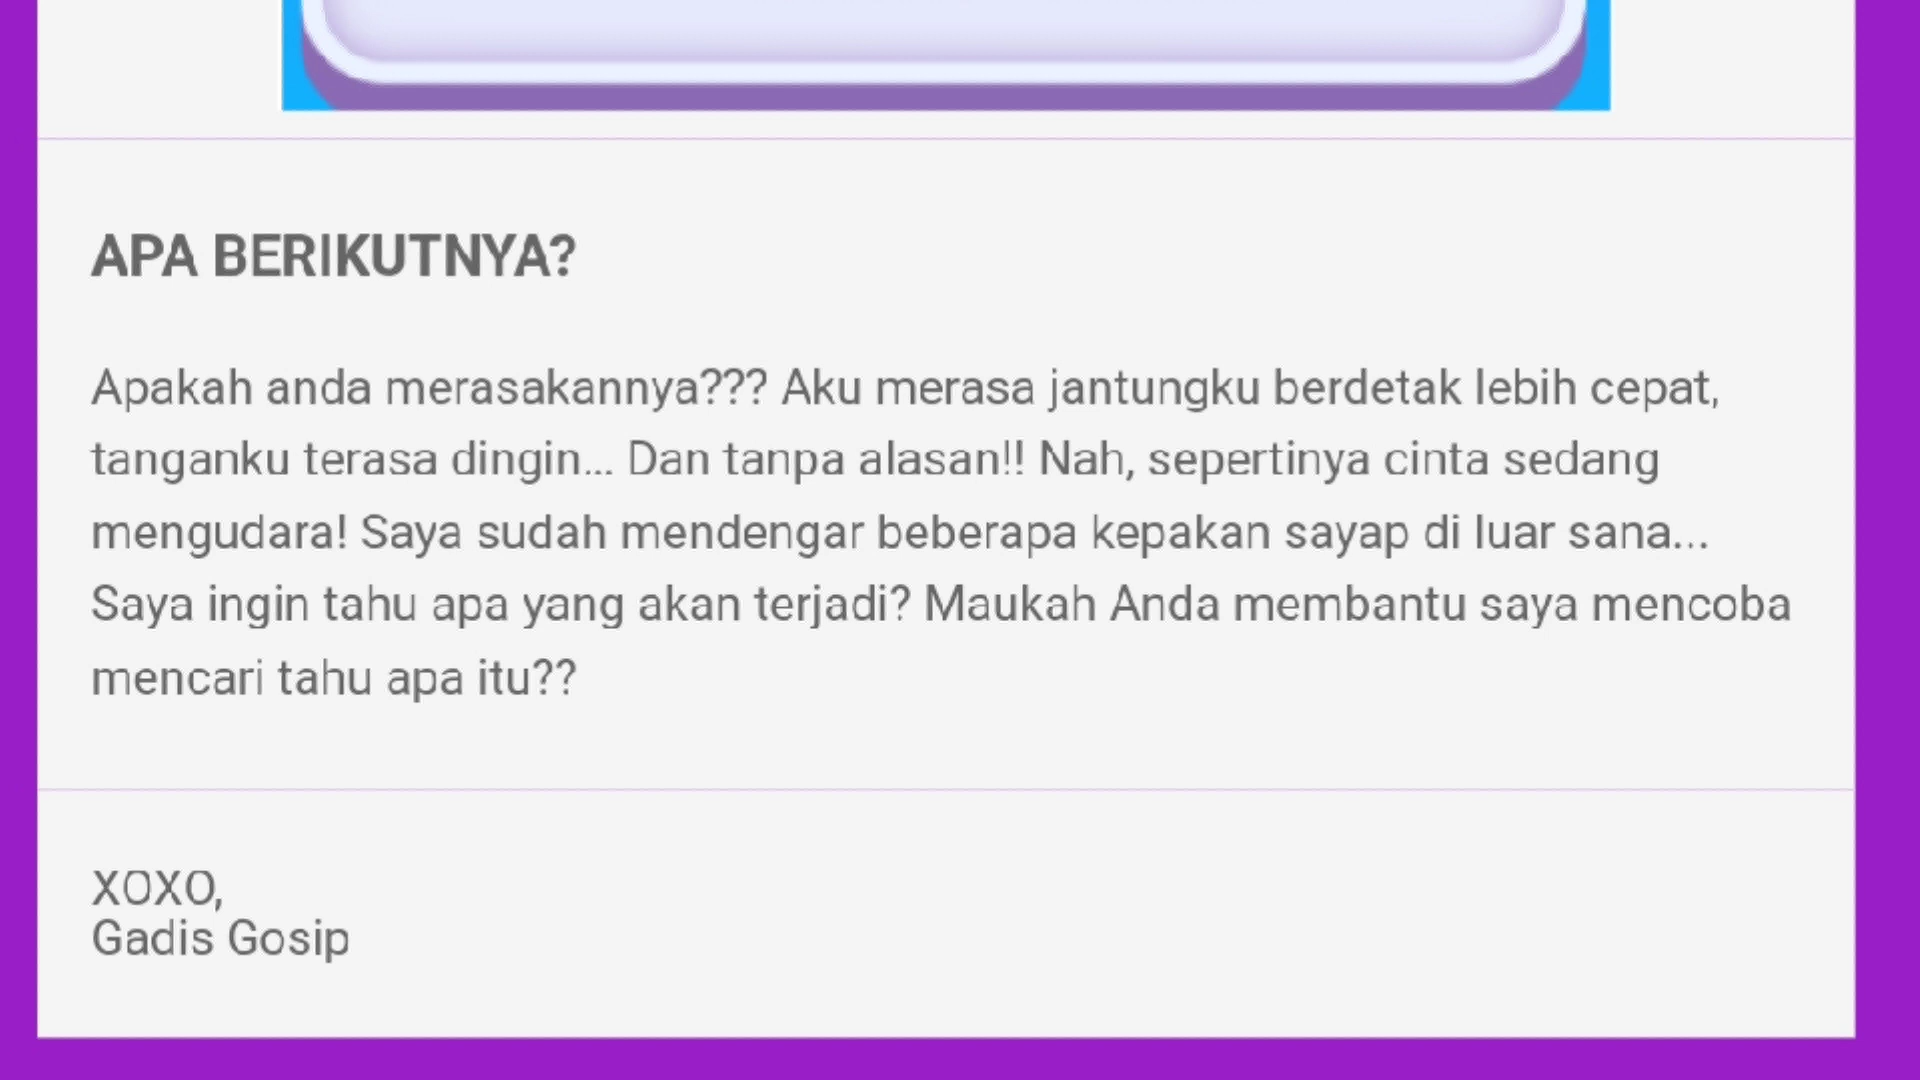 APA BERIKUTNYA?
Apakah anda merasakannya??? Aku merasa jantungku berdetak lebih cepat,
tanganku terasa dingin... Dan tanpa alasan!! Nah, sepertinya cinta sedang
mengudara! Saya sudah mendengar beberapa kepakan sayap di luar sana...
Saya ingin tahu apa yang akan terjadi? Maukah Anda membantu saya mencoba
mencari tahu apa itu??
XOXO,
Gadis Gosip